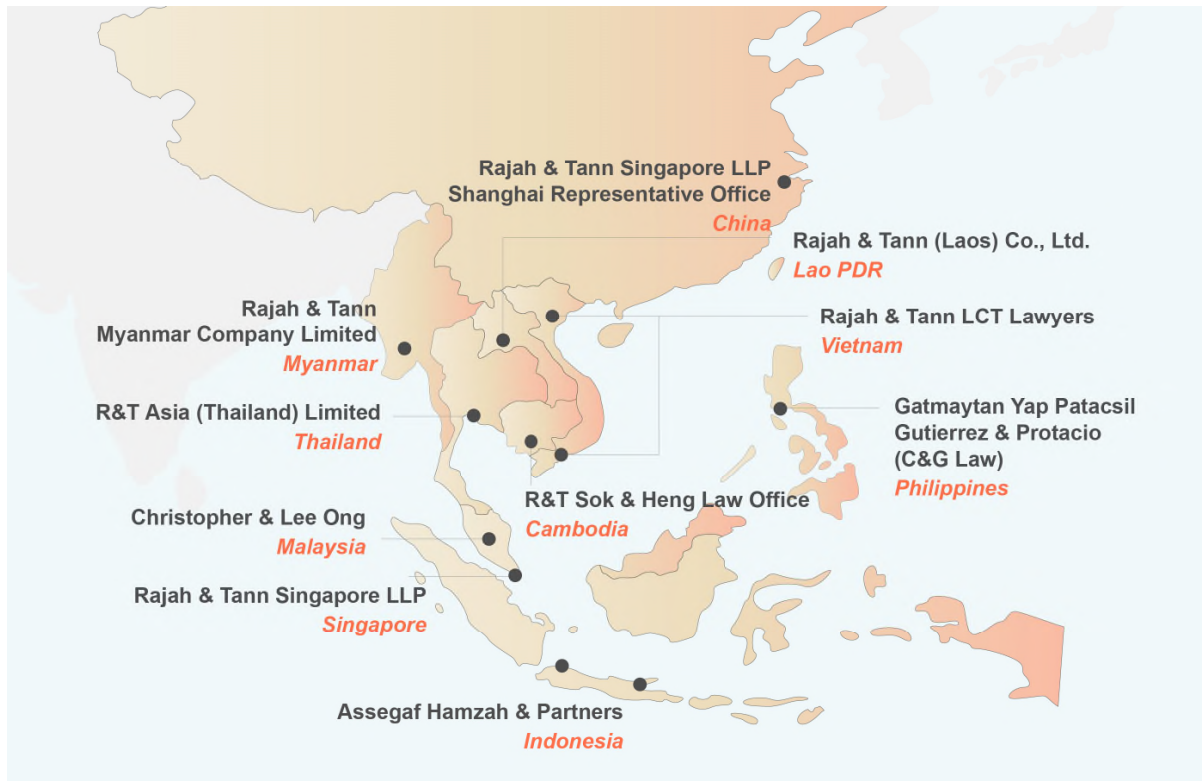 Rajah & Tann Singapore LLP
Shanghai Representative Office
China
Rajah & Tann (Laos) Co., Ltd.
Lao PDR
Rajah & Tann
Myanmar Company Limited
Myanmar
Rajah & Tann LCT Lawyers
Vietnam
R&T Asia (Thailand) Limited
Thailand
Gatmaytan Yap Patacsil
Gutierrez & Protacio
(C&G Law)
Philippines
R&T Sok & Heng Law Office
Cambodia
Christopher & Lee Ong
Malaysia
Rajah & Tann Singapore LLP
Singapore
Assegaf Hamzah & Partners
Indonesia